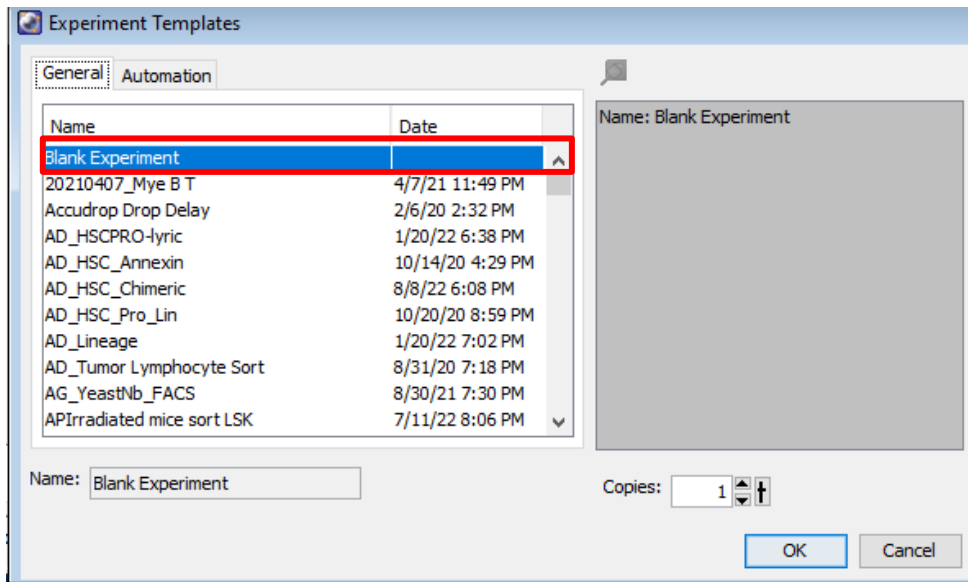 Experiment Templates
General Automation
Name Date
Blank Experiment
20210407_Mye B T 4/7/21 11:49 PM
Accudrop Drop Delay 2/6/20 2:32 PM
AD_HSCPRO-lyric 1/20/22 6:38 PM
AD_HSC_Annexin 10/14/20 4:29 PM
AD_HSC_Chimeric 8/8/22 6:08 PM
AD_HSC_Pro_Lin 10/20/20 8:59 PM
AD_Lineage 1/20/22 7:02 PM
AD_Tumor Lymphocyte Sort 8/31/20 7:18 PM
AG_YeastNb_FACS 8/30/21 7:30 PM
APIrradiated mice sort LSK 7/11/22 8:06 PM
Name: Blank Experiment
Name: Blank Experiment
Copies: 1
OK Cancel